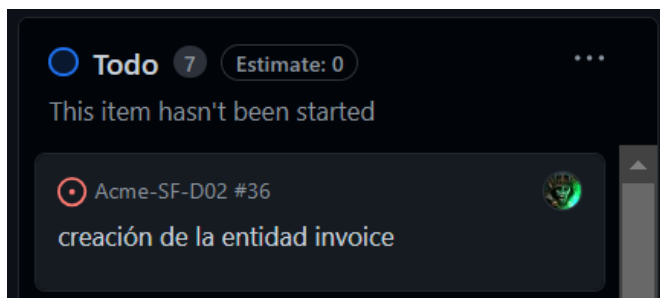 Todo 7 Estimate: 0
This item hasn't been started
Acme-SF-D02 #36
creación de la entidad invoice